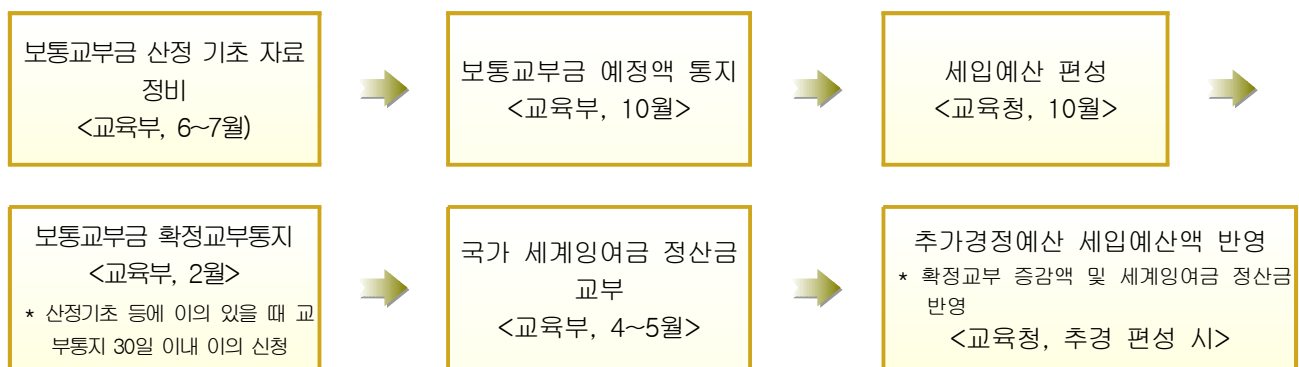 보통교부금 산정 기초 자료
정비
<교육부, 6~7월)
보통교부금 예정액 통지
<교육부, 10월>
세입예산 편성
<교육청, 10월>
보통교부금 확정교부통지
<교육부, 2월>
* 산정기초 등에 이의 있을 때 교
부통지 30일 이내 이의 신청
국가 세계잉여금 정산금
교부
<교육부, 4~5월>
추가경정예산 세입예산액 반영
* 확정교부 증감액 및 세계잉여금 정산금
반영
<교육청, 추경 편성 시>